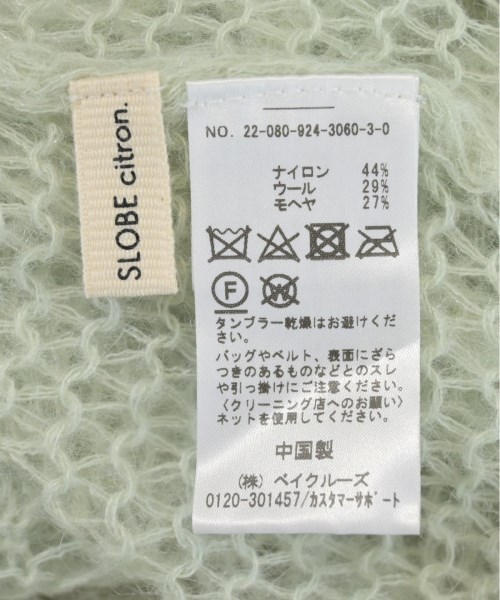 SLOBE citron.
NO. 22-080-924-3060-3-0
ナイロン 44%
ウール 29%
モヘヤ 27%
F W
タンブラー乾燥はお避けくだ
さい。
バッグやベルト、表面にざら
つきのあるものなどとのスレ
や引っ掛けにご注意ください。
〈クリーニング店へのお願い〉
ネットを使用してください。
中国製
(株) ベイクルーズ
0120-301457/カスタマーサポート